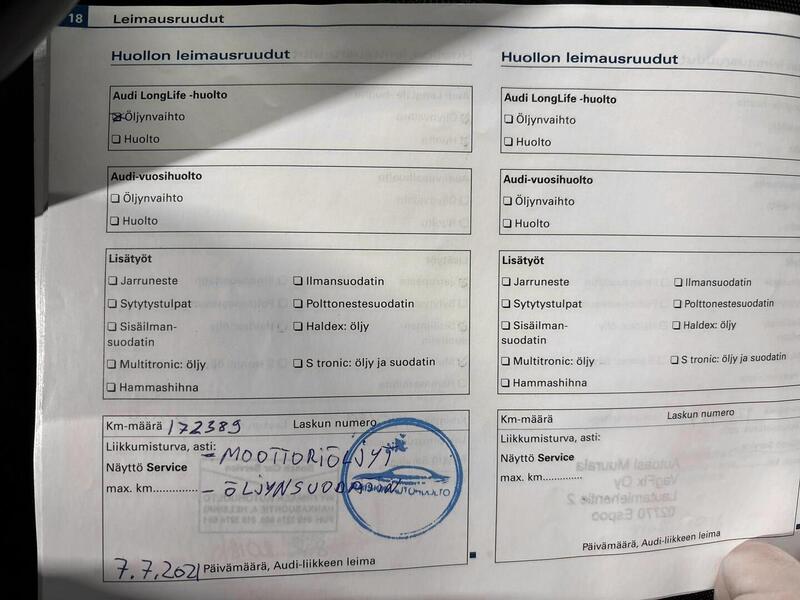 18 Leimausruudut
Huollon leimausruudut
Audi LongLife -huolto
Öljynvaihto
Huolto
Audi-vuosihuolto
Öljynvaihto
Huolto
Lisätyöt
Jarruneste
Ilmansuodatin
Sytytystulpat
Polttonestesuodatin
Sisäilman-
suodatin
Haldex: öljy
Multitronic: öljy
S tronic: öljy ja suodatin
Hammashihna
Km-määrä 172389 Laskun numero
Liikkumisturva, asti: - MOOTTORIÖLJYT
Näyttö Service
max. km.............. - ÖLJYNSUODATIN
7.7.2021 Päivämäärä, Audi-liikkeen leima
Huollon leimausruudut
Audi LongLife -huolto
Öljynvaihto
Huolto
Audi-vuosihuolto
Öljynvaihto
Huolto
Lisätyöt
Jarruneste
Ilmansuodatin
Sytytystulpat
Polttonestesuodatin
Sisäilman-
suodatin
Haldex: öljy
Multitronic: öljy
S tronic: öljy ja suodatin
Hammashihna
Km-määrä
Laskun numero
Liikkumisturva, asti:
Näyttö Service
max. km..............
Autoasi Muurala
VagFix Oy
Lautamiehentie 2
02770 Espoo
Päivämäärä, Audi-liikkeen leima